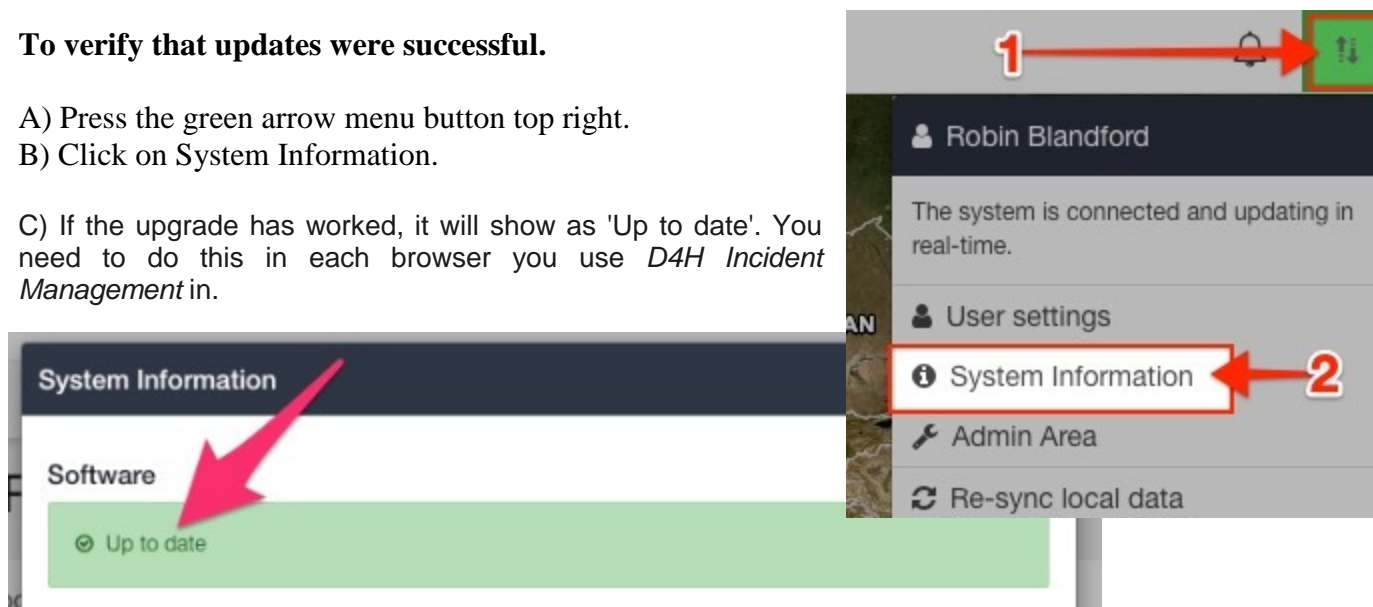 To verify that updates were successful.
A) Press the green arrow menu button top right.
B) Click on System Information.
C) If the upgrade has worked, it will show as 'Up to date'. You
need to do this in each browser you use D4H Incident
Management in.
1
Robin Blandford
The system is connected and updating in
real-time.
User settings
System Information
2
Admin Area
Re-sync local data
AN
System Information
Software
Up to date